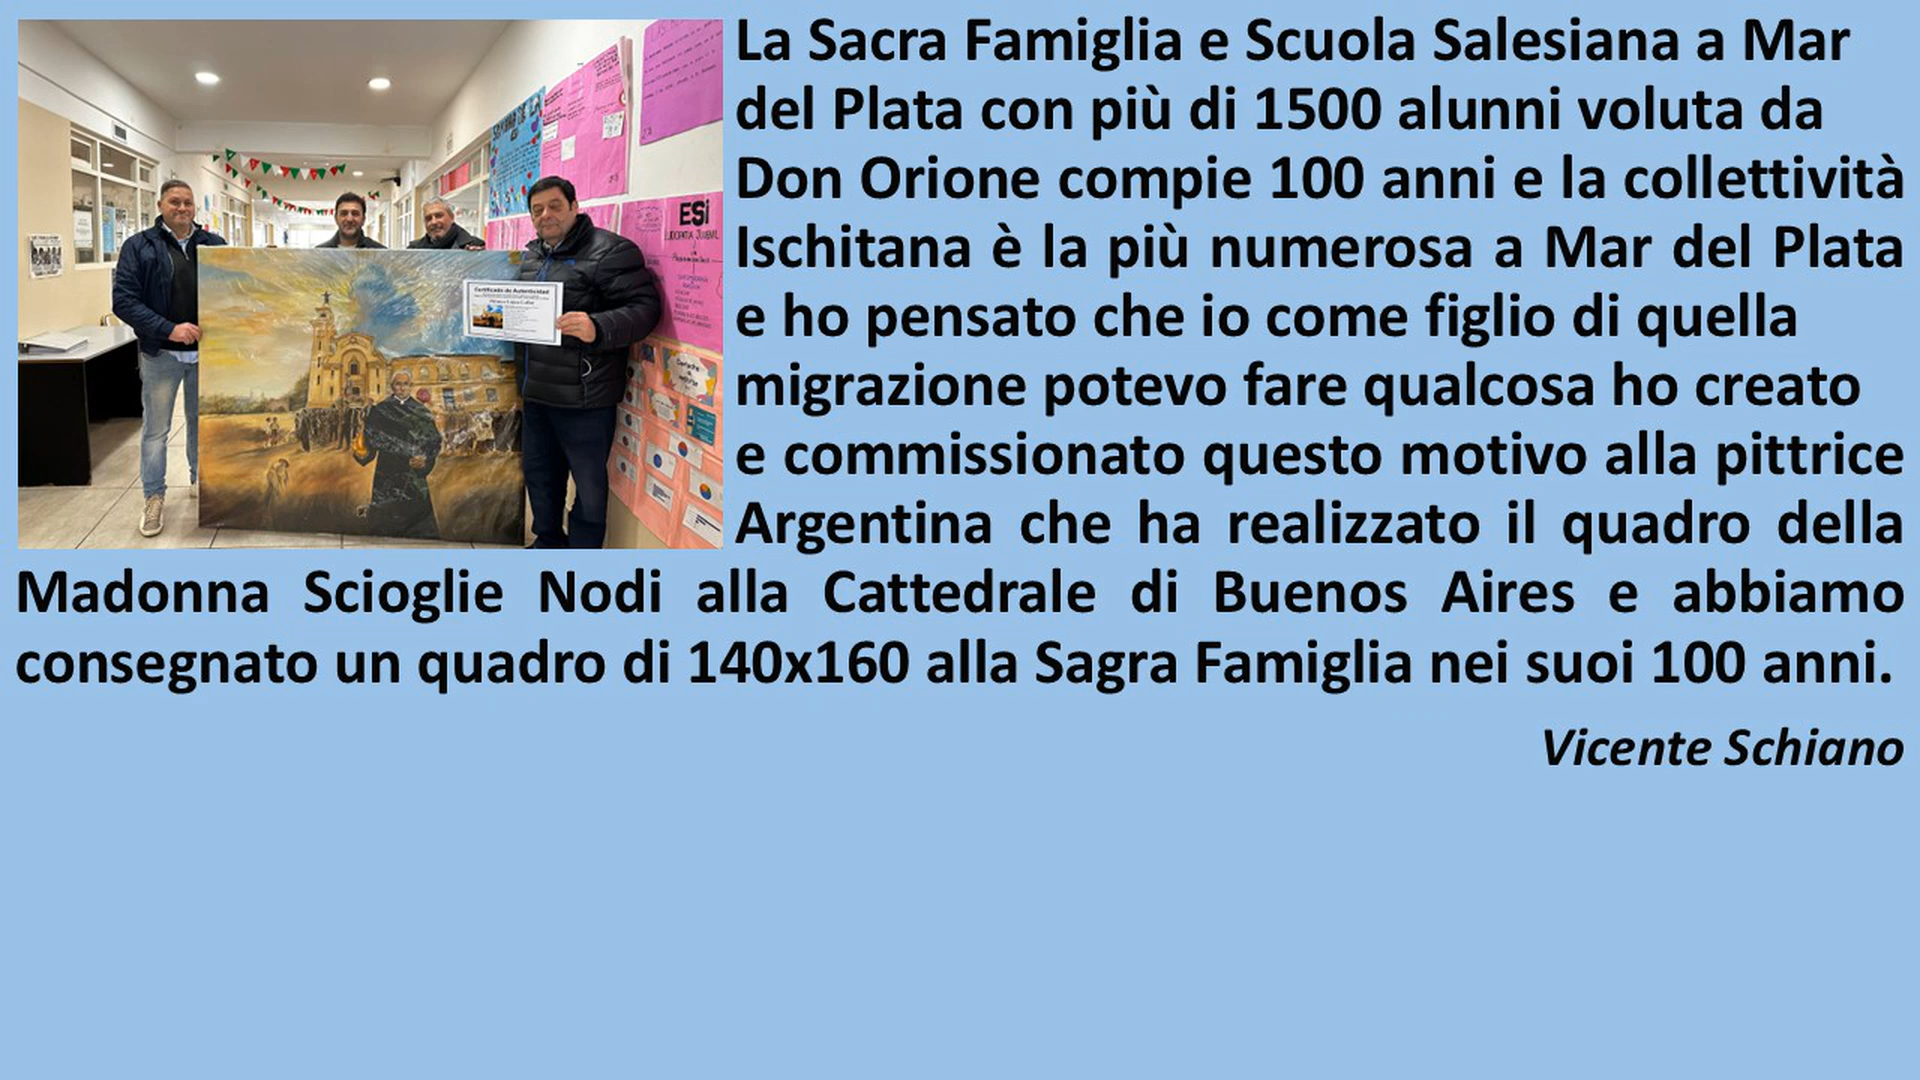 La Sacra Famiglia e Scuola Salesiana a Mar
del Plata con più di 1500 alunni voluta da
Don Orione compie 100 anni e la collettività
Ischitana è la più numerosa a Mar del Plata
e ho pensato che io come figlio di quella
migrazione potevo fare qualcosa ho creato
e commissionato questo motivo alla pittrice
Argentina che ha realizzato il quadro della
Madonna Scioglie Nodi alla Cattedrale di Buenos Aires e abbiamo
consegnato un quadro di 140x160 alla Sagra Famiglia nei suoi 100 anni.
Vicente Schiano
Certificado de Autenticidad
ESi